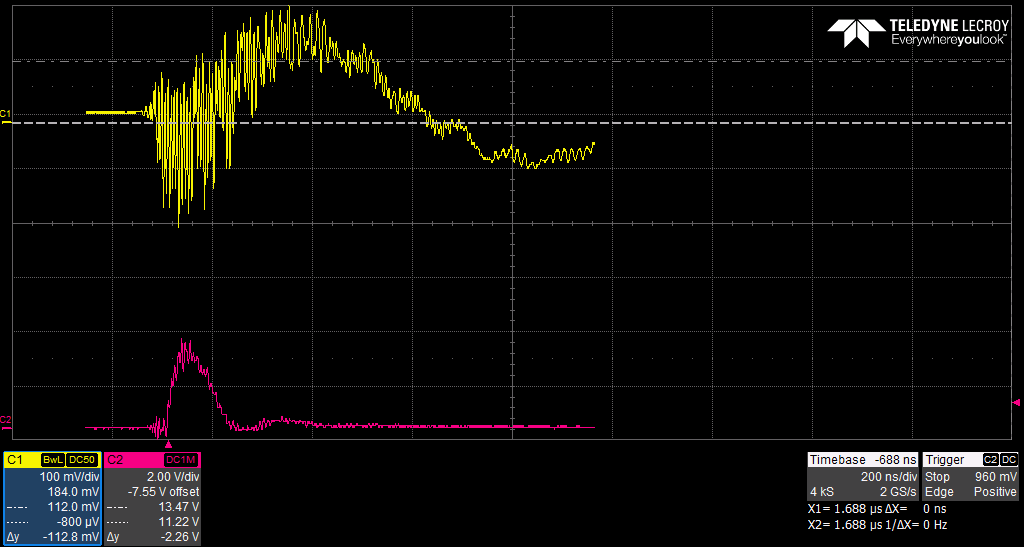 TELEDYNE LECROY
Everywhereyoulook™
C1
C2
C1 BwL DC50
100 mV/div
184.0 mV
112.0 mV
-800 µV
Δy -112.8 mV
C2 DC1M
2.00 V/div
-7.55 V offset
13.47 V
11.22 V
Δy -2.26 V
Timebase -688 ns
200 ns/div
4 kS 2 GS/s
Trigger C2 DC
Stop 960 mV
Edge Positive
X1= 1.688 µs ΔX= 0 ns
X2= 1.688 µs 1/ΔX= 0 Hz